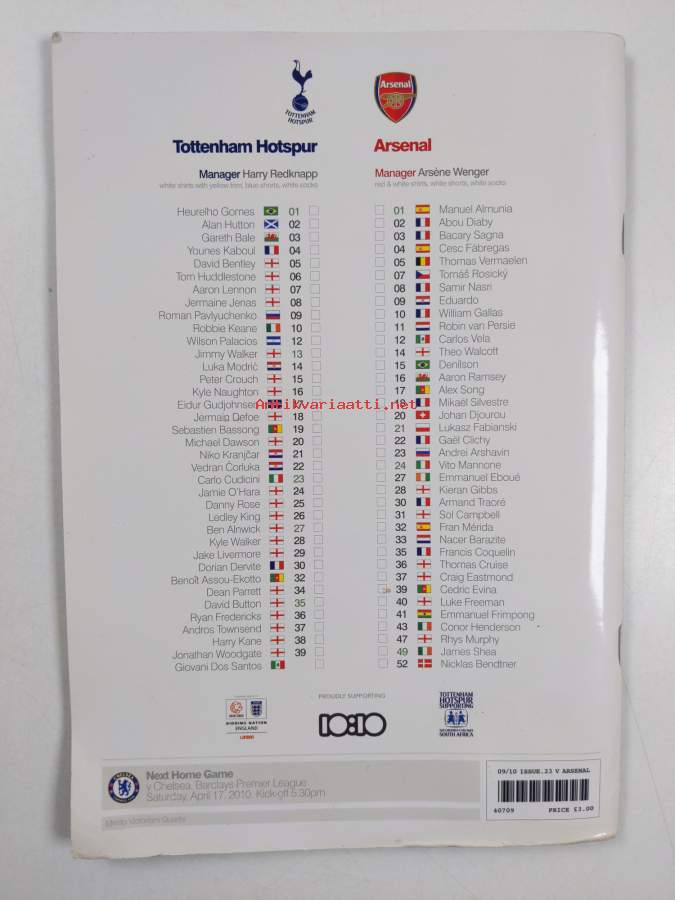 TOTTENHAM
HOTSPUR
Arsenal
Tottenham Hotspur
Manager Harry Redknapp
white shirts with yellow trim, blue shorts, white socks
Heurelho Gomes 01
Alan Hutton 02
Gareth Bale 03
Younes Kaboul 04
David Bentley 05
Tom Huddlestone 06
Aaron Lennon 07
Jermaine Jenas 08
Roman Pavlyuchenko 09
Robbie Keane 10
Wilson Palacios 12
Jimmy Walker 13
Luka Modrić 14
Peter Crouch 15
Kyle Naughton 16
Eidur Gudjohnsen
Jermain Defoe 18
Sebastien Bassong 19
Michael Dawson 20
Niko Kranjčar 21
Vedran Ćorluka 22
Carlo Cudicini 23
Jamie O'Hara 24
Danny Rose 25
Ledley King 26
Ben Alnwick 27
Kyle Walker 28
Jake Livermore 29
Dorian Dervite 30
Benoît Assou-Ekotto 32
Dean Parrett 34
David Button 35
Ryan Fredericks 36
Andros Townsend 37
Harry Kane 38
Jonathan Woodgate 39
Giovani Dos Santos
Arsenal
Manager Arsène Wenger
red & white shirts, white shorts, white socks
01 Manuel Almunia
02 Abou Diaby
03 Bacary Sagna
04 Cesc Fàbregas
05 Thomas Vermaelen
07 Tomáš Rosický
08 Samir Nasri
09 Eduardo
10 William Gallas
11 Robin van Persie
12 Carlos Vela
14 Theo Walcott
15 Denílson
16 Aaron Ramsey
17 Alex Song
18 Mikaël Silvestre
20 Johan Djourou
21 Lukasz Fabianski
22 Gaël Clichy
23 Andrei Arshavin
24 Vito Mannone
27 Emmanuel Eboué
28 Kieran Gibbs
30 Armand Traoré
31 Sol Campbell
32 Fran Mérida
33 Nacer Barazite
35 Francis Coquelin
36 Thomas Cruise
37 Craig Eastmond
39 Cedric Evina
40 Luke Freeman
41 Emmanuel Frimpong
43 Conor Henderson
47 Rhys Murphy
49 James Shea
52 Nicklas Bendtner
Antikvariaatti.net
BIDDING NATION
ENGLAND
PROUDLY SUPPORTING
10:10
TOTTENHAM
HOTSPUR
SUPPORTING
SOUTH AFRICA
Next Home Game
v Chelsea, Barclays Premier League
Saturday, April 17, 2010. Kick-off 5.30pm
09/10 ISSUE.23 V ARSENAL
60709 PRICE £3.00